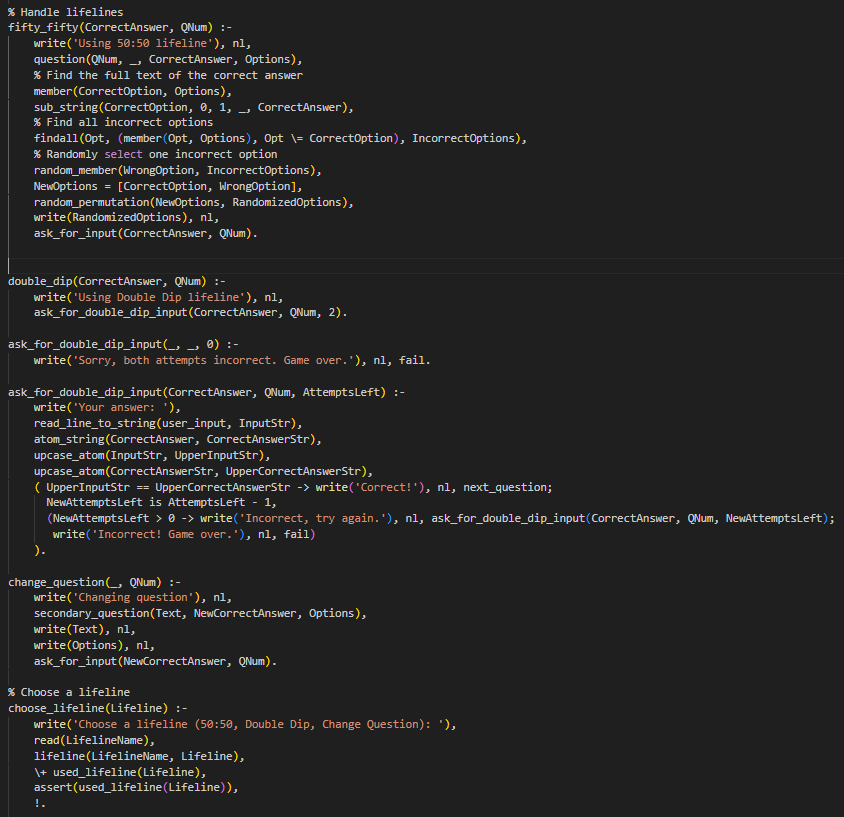 % Handle lifelines
fifty_fifty(CorrectAnswer, QNum) :-
    write('Using 50:50 lifeline'), nl,
    question(QNum, _, CorrectAnswer, Options),
    % Find the full text of the correct answer
    member(CorrectOption, Options),
    sub_string(CorrectOption, 0, 1, _, CorrectAnswer),
    % Find all incorrect options
    findall(Opt, (member(Opt, Options), Opt \= CorrectOption), IncorrectOptions),
    % Randomly select one incorrect option
    random_member(WrongOption, IncorrectOptions),
    NewOptions = [CorrectOption, WrongOption],
    random_permutation(NewOptions, RandomizedOptions),
    write(RandomizedOptions), nl,
    ask_for_input(CorrectAnswer, QNum).
double_dip(CorrectAnswer, QNum) :-
    write('Using Double Dip lifeline'), nl,
    ask_for_double_dip_input(CorrectAnswer, QNum, 2).
ask_for_double_dip_input(_, _, 0) :-
    write('Sorry, both attempts incorrect. Game over.'), nl, fail.
ask_for_double_dip_input(CorrectAnswer, QNum, AttemptsLeft) :-
    write('Your answer: '),
    read_line_to_string(user_input, InputStr),
    atom_string(CorrectAnswer, CorrectAnswerStr),
    upcase_atom(InputStr, UpperInputStr),
    upcase_atom(CorrectAnswerStr, UpperCorrectAnswerStr),
    ( UpperInputStr == UpperCorrectAnswerStr -> write('Correct!'), nl, next_question;
      NewAttemptsLeft is AttemptsLeft - 1,
      (NewAttemptsLeft > 0 -> write('Incorrect, try again.'), nl, ask_for_double_dip_input(CorrectAnswer, QNum, NewAttemptsLeft);
       write('Incorrect! Game over.'), nl, fail)
    ).
change_question(_, QNum) :-
    write('Changing question'), nl,
    secondary_question(Text, NewCorrectAnswer, Options),
    write(Text), nl,
    write(Options), nl,
    ask_for_input(NewCorrectAnswer, QNum).
% Choose a lifeline
choose_lifeline(Lifeline) :-
    write('Choose a lifeline (50:50, Double Dip, Change Question): '),
    read(LifelineName),
    lifeline(LifelineName, Lifeline),
    \+ used_lifeline(Lifeline),
    assert(used_lifeline(Lifeline)),
    !.